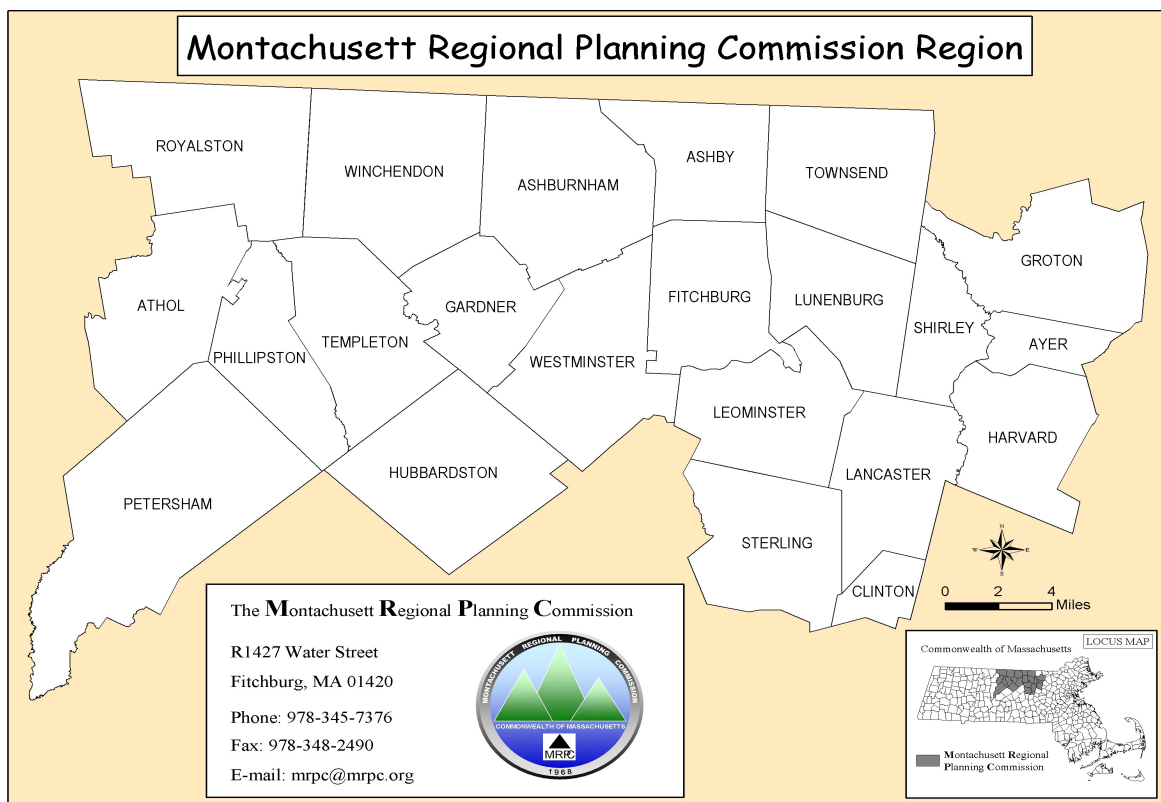 Montachusett Regional Planning Commission Region
ROYALSTON
WINCHENDON
ASHBURNHAM
ASHBY
TOWNSEND
GROTON
ATHOL
PHILLIPSTON
TEMPLETON
GARDNER
WESTMINSTER
FITCHBURG
LUNENBURG
SHIRLEY
AYER
LEOMINSTER
HARVARD
PETERSHAM
HUBBARDSTON
LANCASTER
STERLING
CLINTON
N
W E
S
0 2 4
Miles
The Montachusett Regional Planning Commission
R1427 Water Street
Fitchburg, MA 01420
Phone: 978-345-7376
Fax: 978-348-2490
E-mail: mrpc@mrpc.org
MONTACHUSETT REGIONAL PLANNING COMMISSION
COMMONWEALTH OF MASSACHUSETTS
MRPC
1968
LOCUS MAP
Commonwealth of Massachusetts
Montachusett Regional
Planning Commission